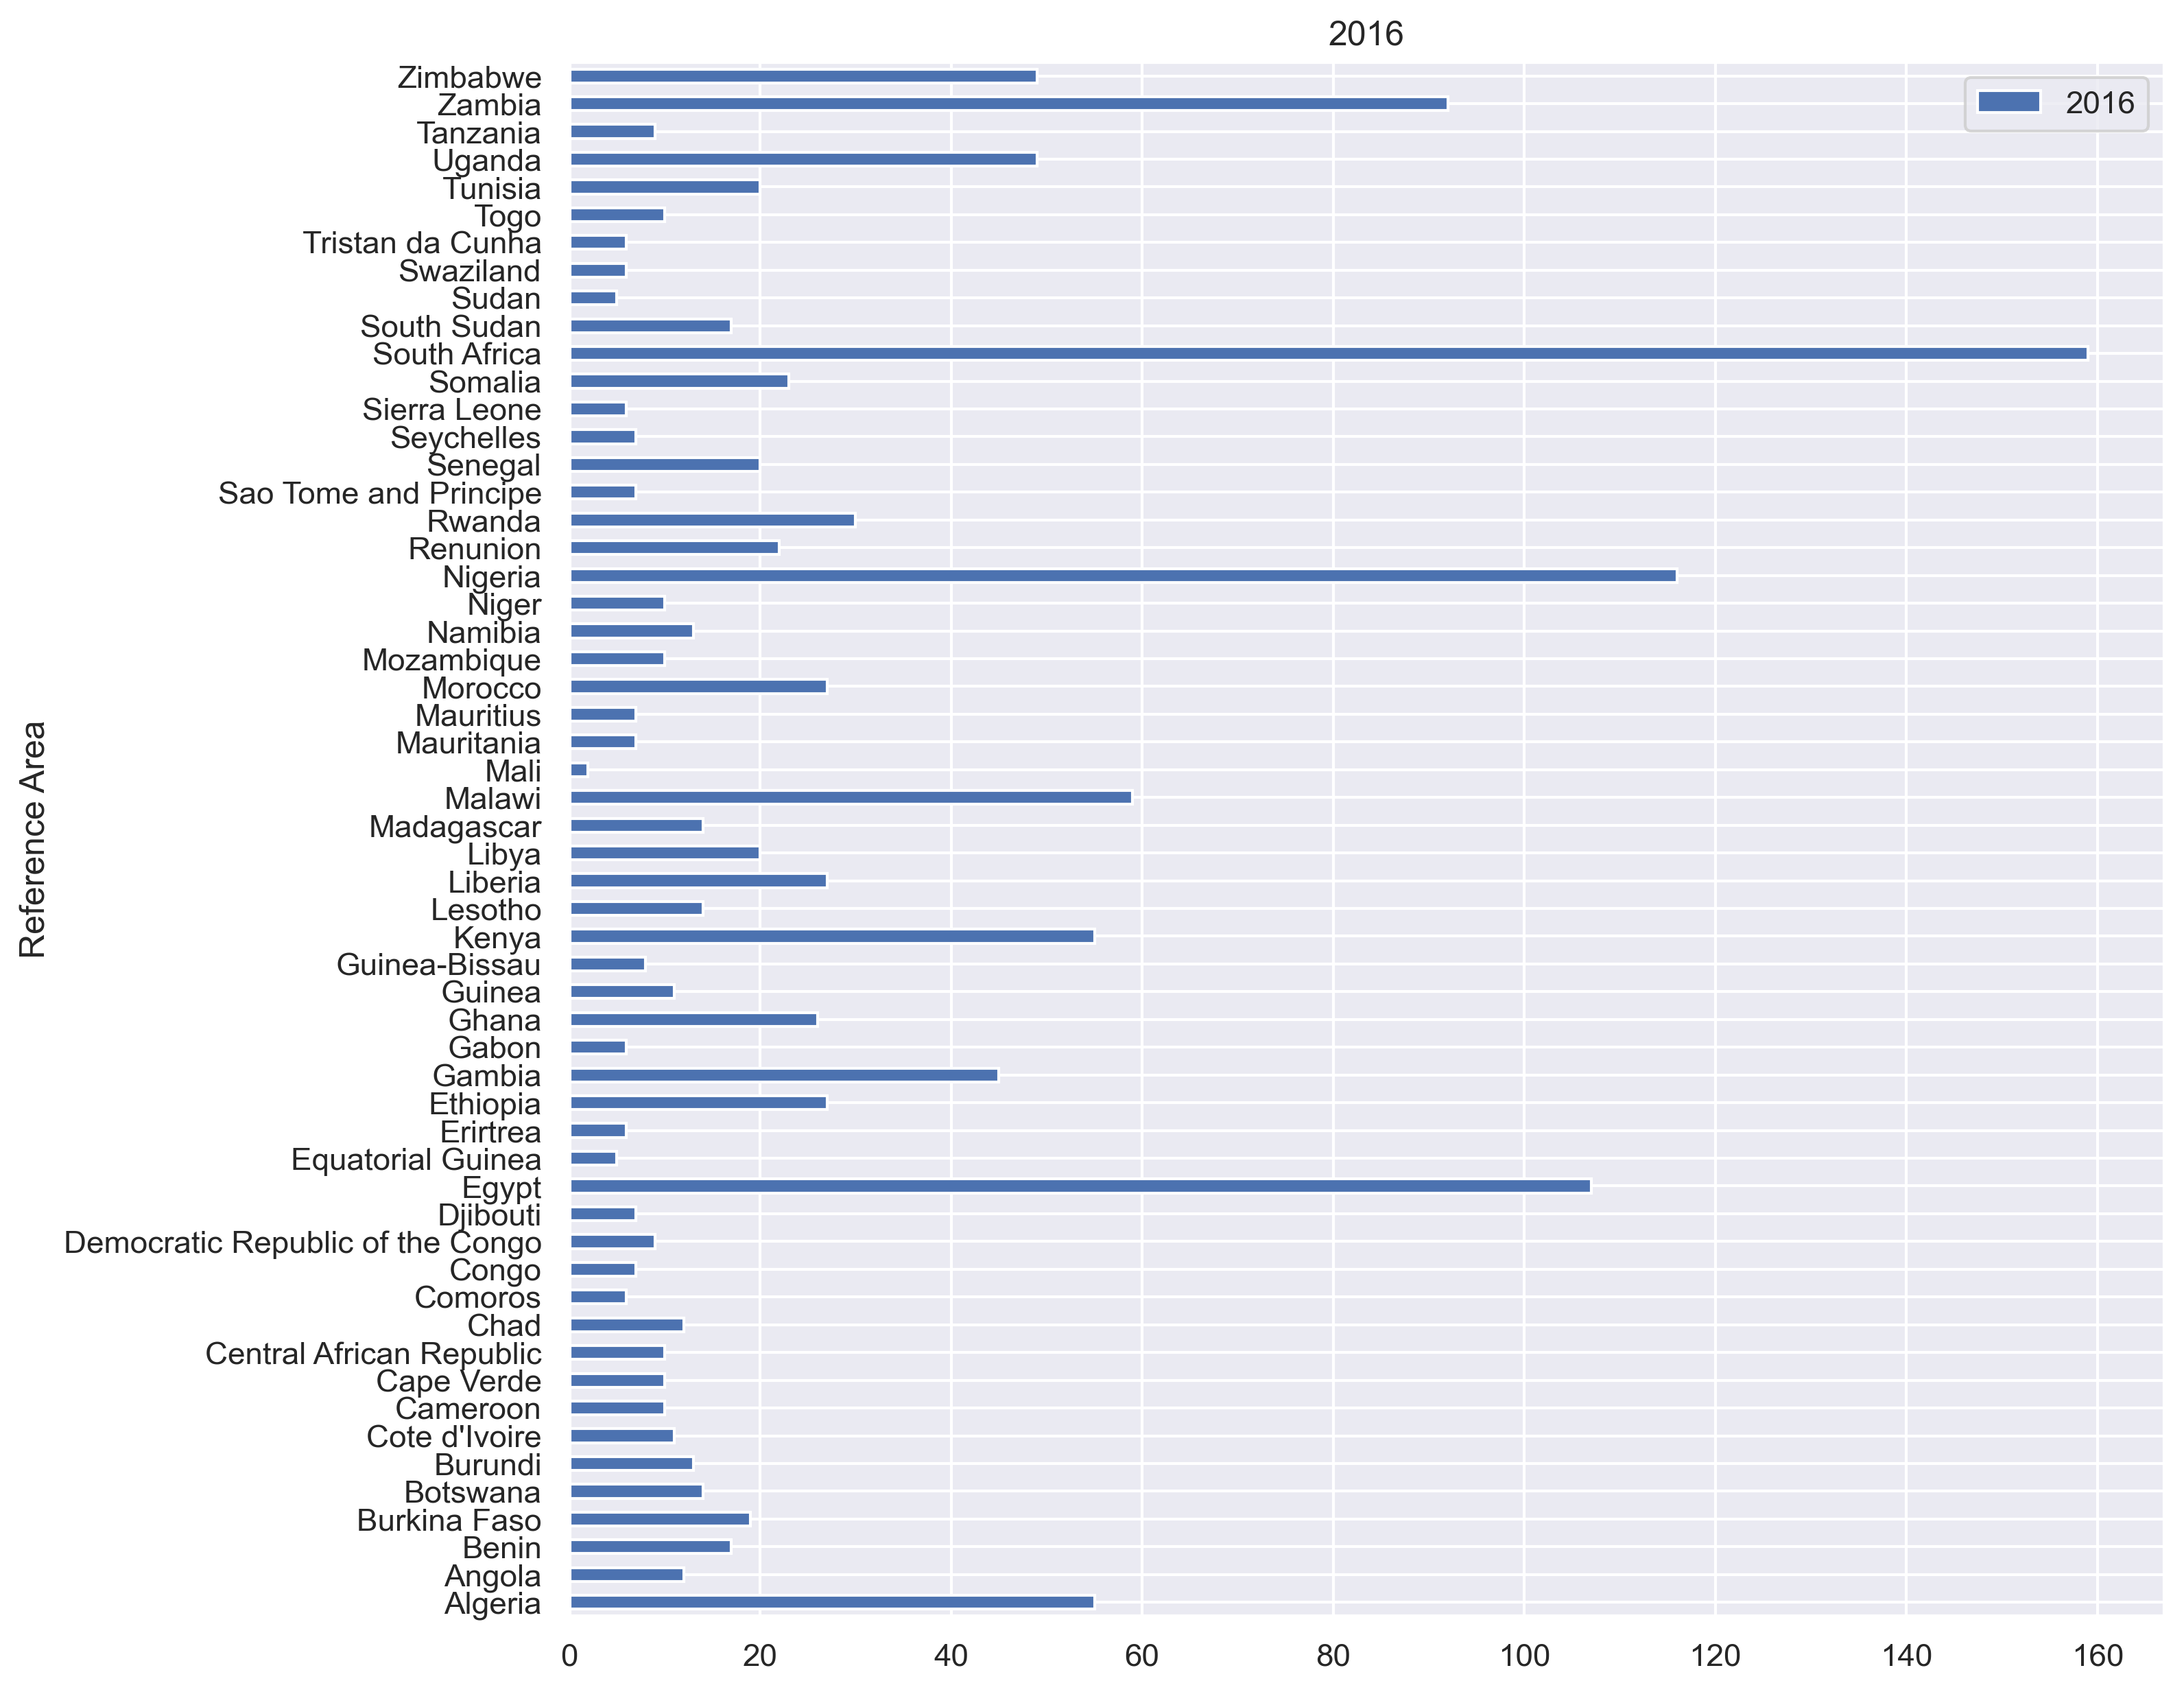 2016
2016
Zimbabwe
Zambia
Tanzania
Uganda
Tunisia
Togo
Tristan da Cunha
Swaziland
Sudan
South Sudan
South Africa
Somalia
Sierra Leone
Seychelles
Senegal
Sao Tome and Principe
Rwanda
Renunion
Nigeria
Niger
Namibia
Mozambique
Morocco
Mauritius
Mauritania
Mali
Malawi
Madagascar
Libya
Liberia
Lesotho
Kenya
Guinea-Bissau
Guinea
Ghana
Gabon
Gambia
Ethiopia
Erirtrea
Equatorial Guinea
Egypt
Djibouti
Democratic Republic of the Congo
Congo
Comoros
Chad
Central African Republic
Cape Verde
Cameroon
Cote d'Ivoire
Burundi
Botswana
Burkina Faso
Benin
Angola
Algeria
Reference Area
0 20 40 60 80 100 120 140 160